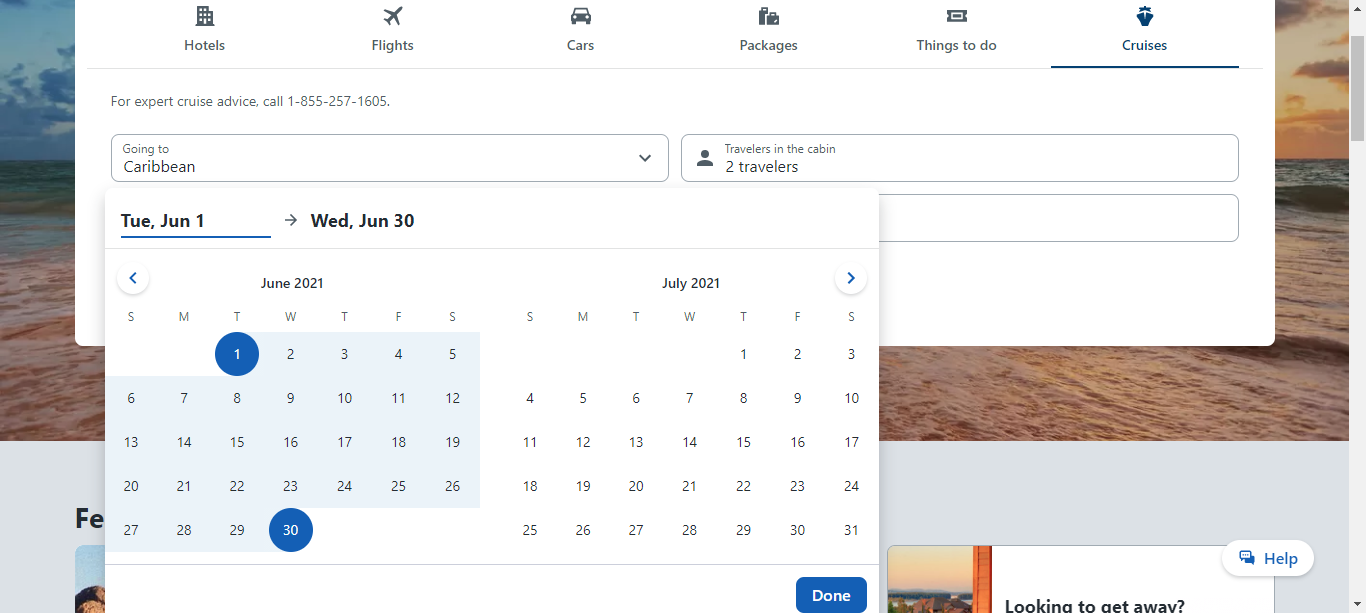 Hotels
Flights
Cars
Packages
Things to do
Cruises
For expert cruise advice, call 1-855-257-1605.
Going to
Caribbean
Travelers in the cabin
2 travelers
Tue, Jun 1
Wed, Jun 30
June 2021
S M T W T F S
1 2 3 4 5
6 7 8 9 10 11 12
13 14 15 16 17 18 19
20 21 22 23 24 25 26
27 28 29 30
July 2021
S M T W T F S
1 2 3
4 5 6 7 8 9 10
11 12 13 14 15 16 17
18 19 20 21 22 23 24
25 26 27 28 29 30 31
Done
Fe
Help
Looking to get away?